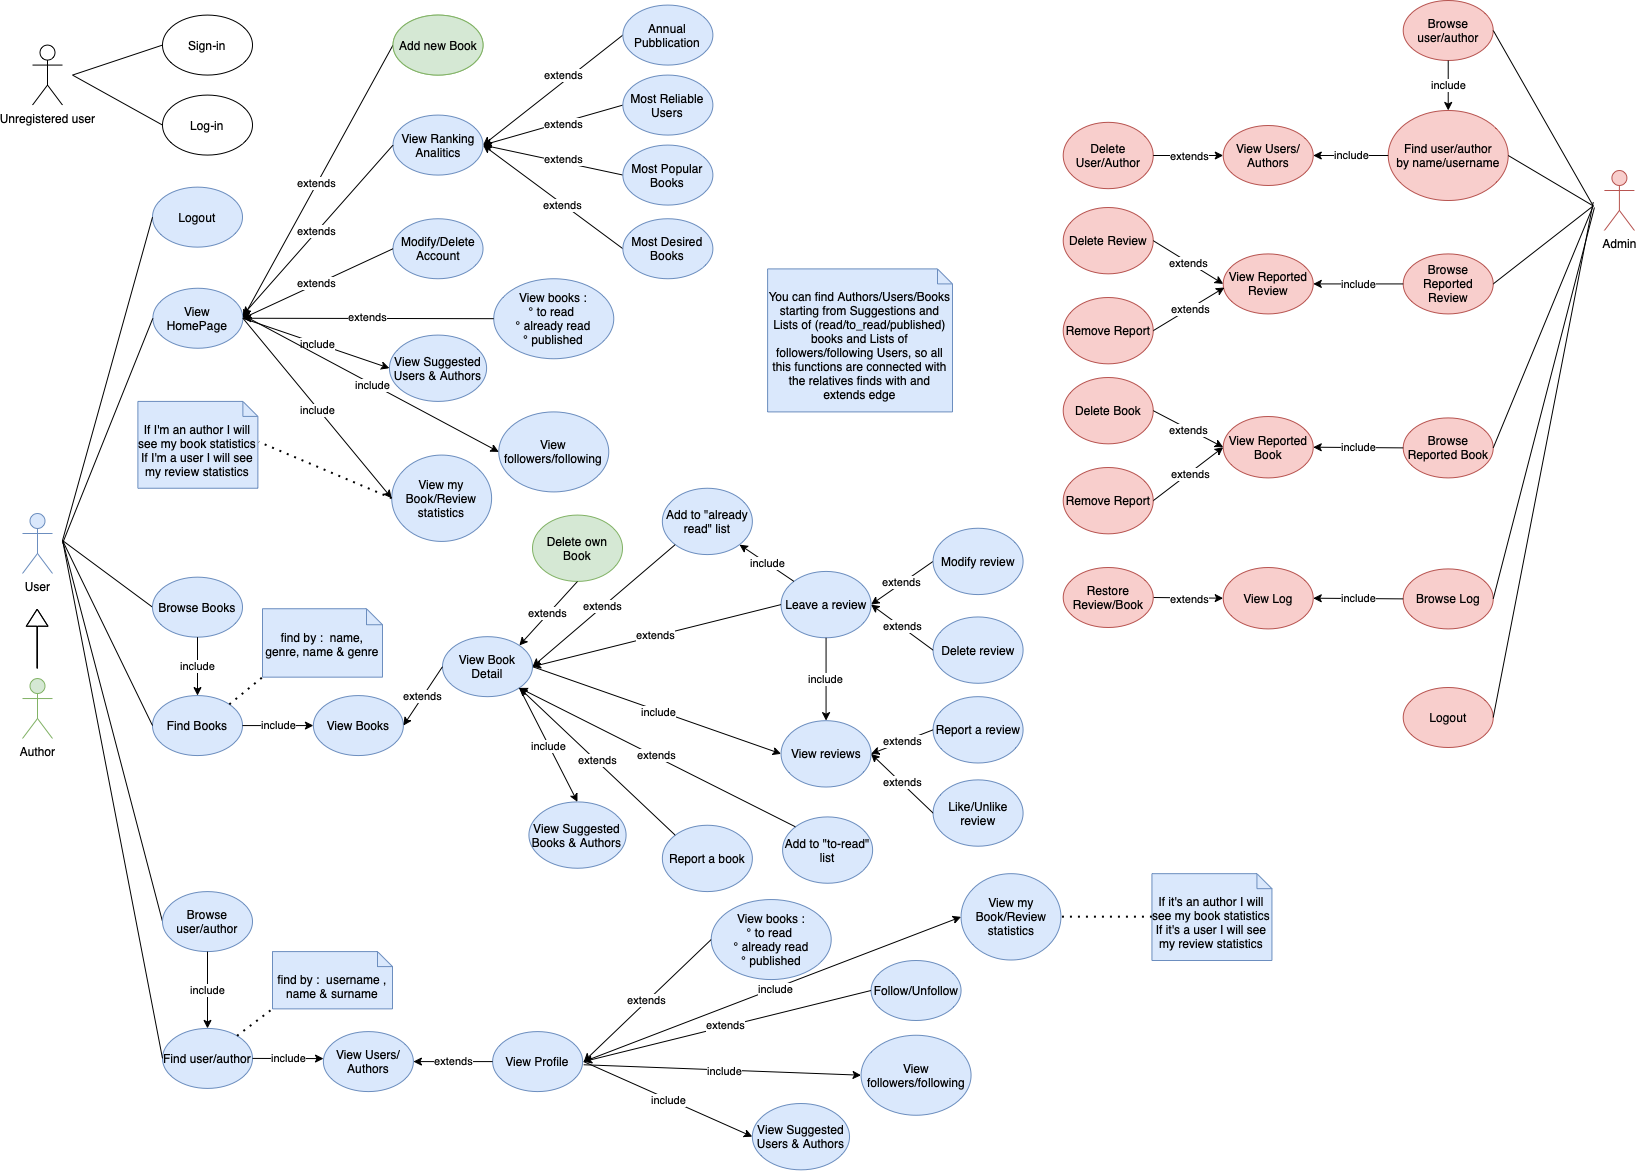 Unregistered user
Sign-in
Log-in
Logout
View
HomePage
Add new Book
View Ranking
Analitics
Annual
Pubblication
Most Reliable
Users
Most Popular
Books
Most Desired
Books
extends
extends
extends
extends
Modify/Delete
Account
View books :
° to read
° already read
° published
View Suggested
Users & Authors
View
followers/following
View my
Book/Review
statistics
extends
extends
extends
extends
include
include
include
If I'm an author I will
see my book statistics
If I'm a user I will see
my review statistics
You can find Authors/Users/Books
starting from Suggestions and
Lists of (read/to_read/published)
books and Lists of
followers/following Users, so all
this functions are connected with
the relatives finds with and
extends edge
User
Author
Browse Books
include
find by :  name,
genre, name & genre
Find Books
include
View Books
extends
View Book
Detail
Delete own
Book
extends
Add to "already
read" list
extends
include
Leave a review
extends
Modify review
extends
Delete review
extends
include
include
View reviews
Report a review
extends
Like/Unlike
review
extends
include
View Suggested
Books & Authors
extends
Report a book
extends
Add to "to-read"
list
Browse
user/author
include
find by :  username ,
name & surname
Find user/author
include
View Users/
Authors
extends
View Profile
View books :
° to read
° already read
° published
extends
View my
Book/Review
statistics
include
If it's an author I will
see my book statistics
If it's a user I will see
my review statistics
Follow/Unfollow
extends
View
followers/following
include
View Suggested
Users & Authors
include
Admin
Browse
user/author
include
Find user/author
by name/username
include
View Users/
Authors
extends
Delete
User/Author
Delete Review
extends
View Reported
Review
include
Browse
Reported
Review
Remove Report
extends
Delete Book
extends
View Reported
Book
include
Browse
Reported Book
Remove Report
extends
Restore
Review/Book
extends
View Log
include
Browse Log
Logout